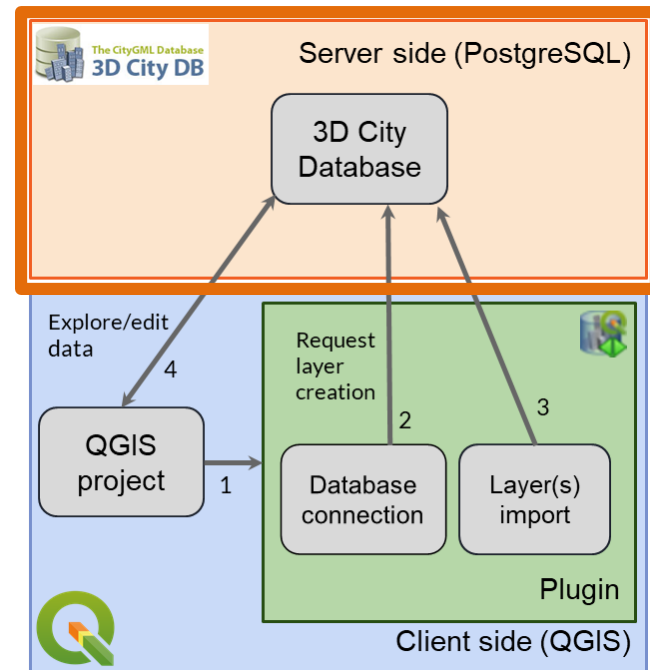 The CityGML Database
3D City DB
Server side (PostgreSQL)
3D City
Database
Explore/edit
data
4
Request
layer
creation
2
3
QGIS
project
1
Database
connection
Layer(s)
import
Plugin
Client side (QGIS)